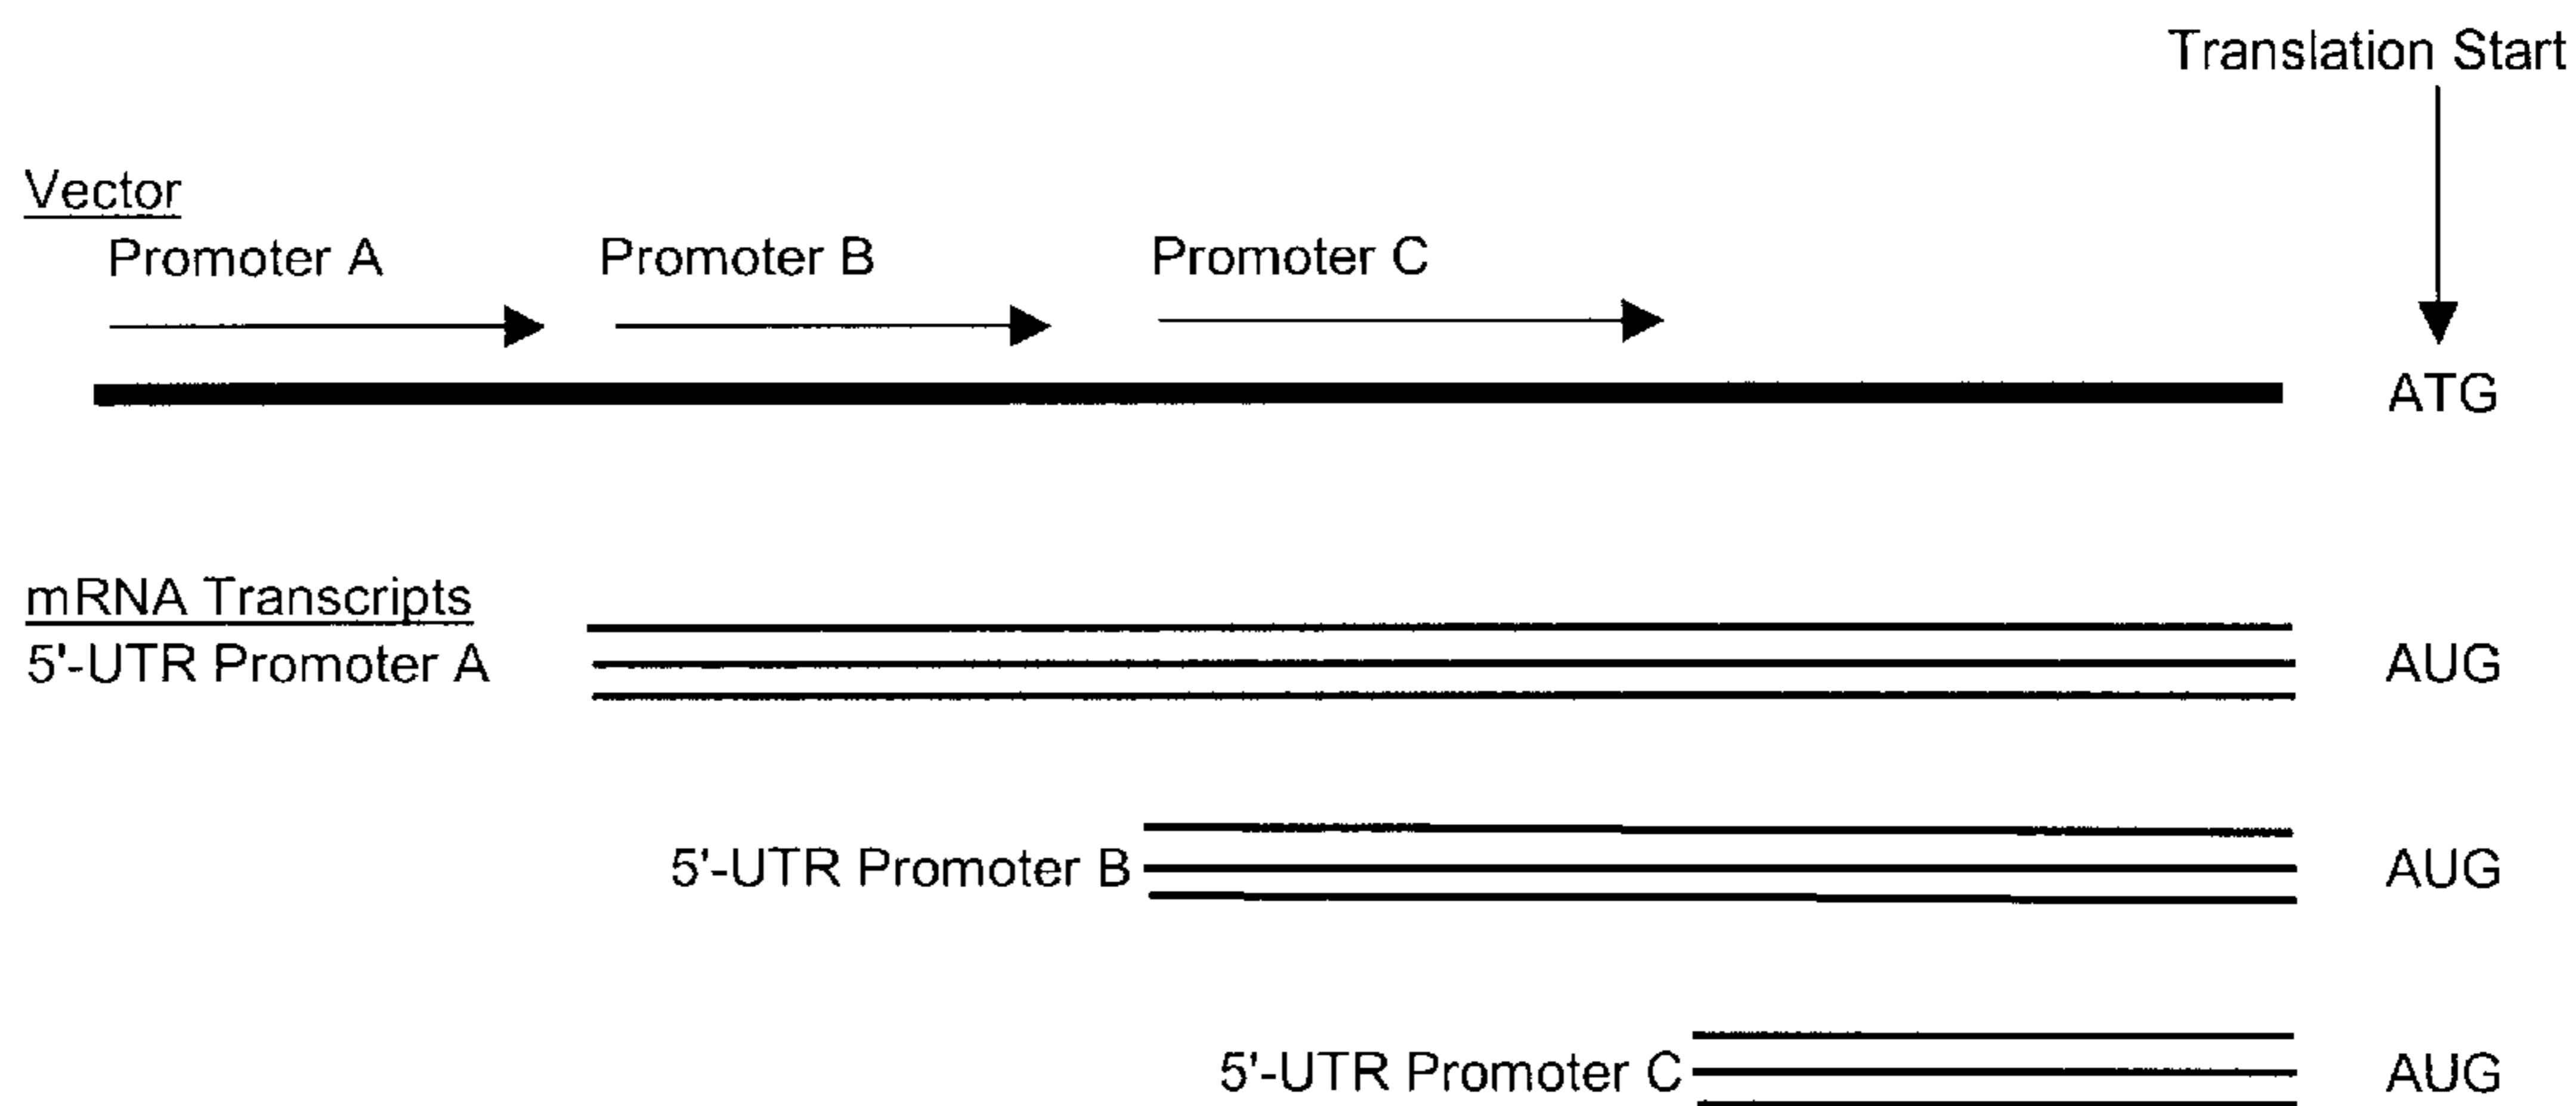 Translation Start
Vector
Promoter A Promoter B Promoter C
ATG
mRNA Transcripts
5'-UTR Promoter A AUG
5'-UTR Promoter B AUG
5'-UTR Promoter C AUG